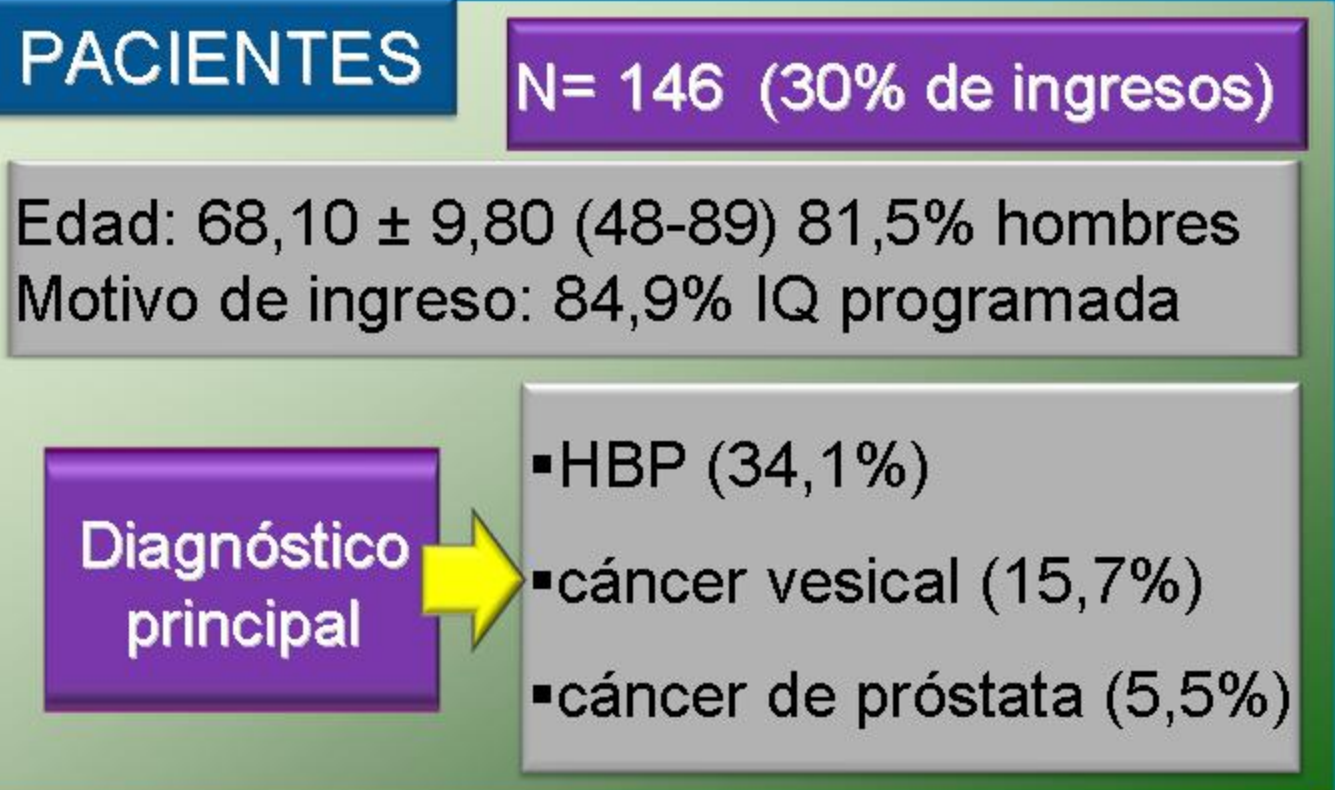 PACIENTES
N= 146 (30% de ingresos)
Edad: 68,10 ± 9,80 (48-89) 81,5% hombres
Motivo de ingreso: 84,9% IQ programada
Diagnóstico
principal
▪HBP (34,1%)
▪cáncer vesical (15,7%)
▪cáncer de próstata (5,5%)